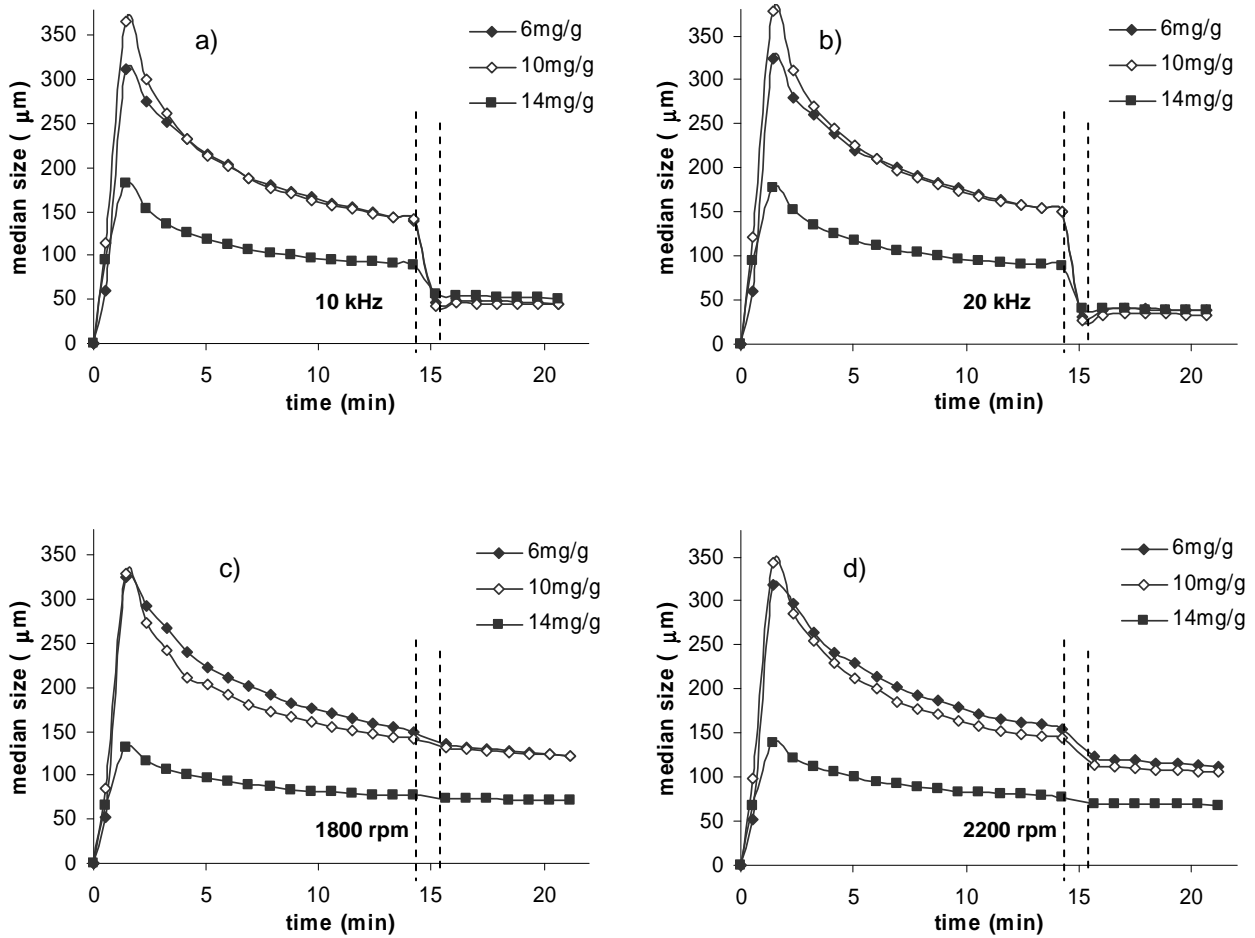 a)
6mg/g
10mg/g
14mg/g
median size ( μm)
350
300
250
200
150
100
50
0
10 kHz
0 5 10 15 20
time (min)
b)
6mg/g
10mg/g
14mg/g
median size ( μm)
350
300
250
200
150
100
50
0
20 kHz
0 5 10 15 20
time (min)
c)
6mg/g
10mg/g
14mg/g
median size ( μm)
350
300
250
200
150
100
50
0
1800 rpm
0 5 10 15 20
time (min)
d)
6mg/g
10mg/g
14mg/g
median size ( μm)
350
300
250
200
150
100
50
0
2200 rpm
0 5 10 15 20
time (min)